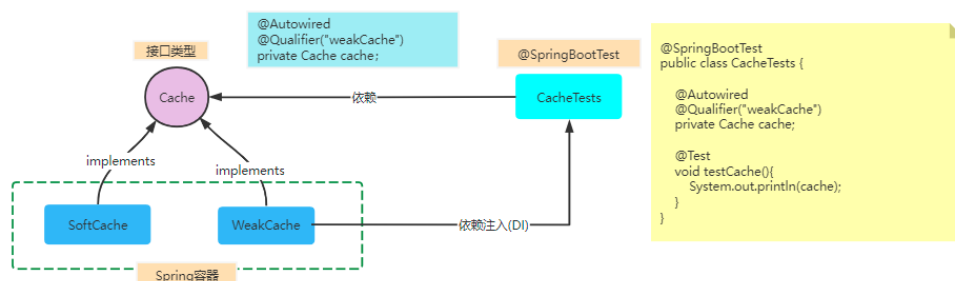 @Autowired
@Qualifier("weakCache")
private Cache cache;
接口类型
@SpringBootTest
Cache
依赖
CacheTests
implements
implements
SoftCache
WeakCache
依赖注入(DI)
Spring容器
@SpringBootTest
public class CacheTests {
@Autowired
@Qualifier("weakCache")
private Cache cache;
@Test
void testCache(){
System.out.println(cache);
}
}